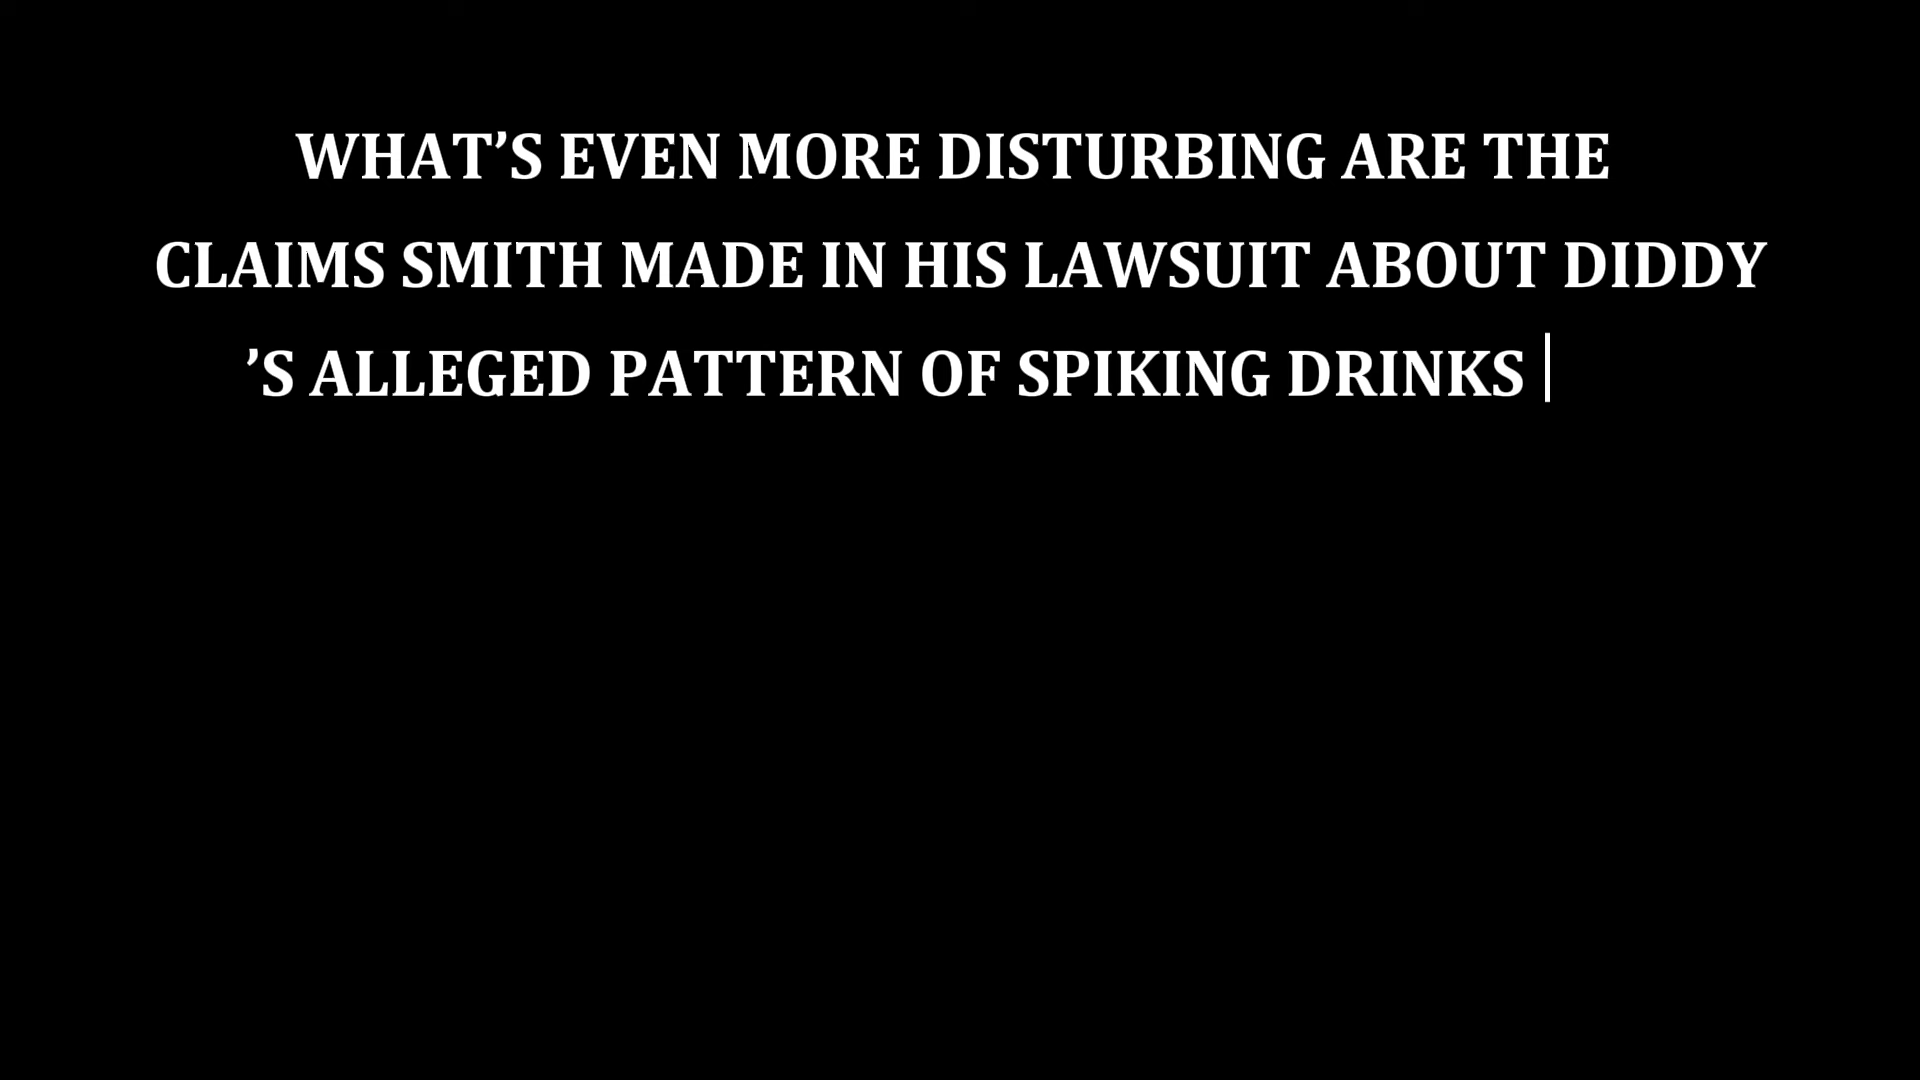 WHAT’S EVEN MORE DISTURBING ARE THE
CLAIMS SMITH MADE IN HIS LAWSUIT ABOUT DIDDY
’S ALLEGED PATTERN OF SPIKING DRINKS